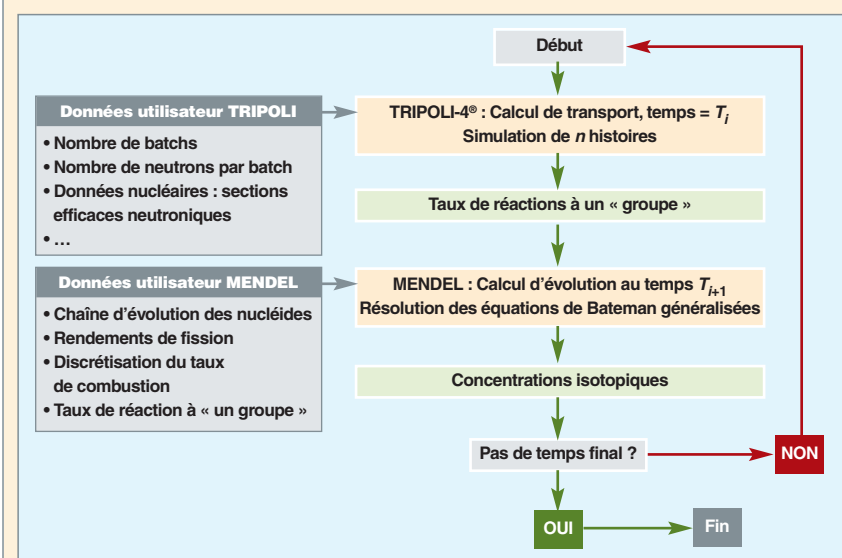 Début
Données utilisateur TRIPOLI
• Nombre de batchs
• Nombre de neutrons par batch
• Données nucléaires : sections
efficaces neutroniques
• …
TRIPOLI-4® : Calcul de transport, temps = Ti
Simulation de n histoires
Taux de réactions à un « groupe »
Données utilisateur MENDEL
• Chaîne d’évolution des nucléides
• Rendements de fission
• Discrétisation du taux
de combustion
• Taux de réaction à « un groupe »
MENDEL : Calcul d’évolution au temps Ti+1
Résolution des équations de Bateman généralisées
Concentrations isotopiques
Pas de temps final ?
NON
OUI
Fin